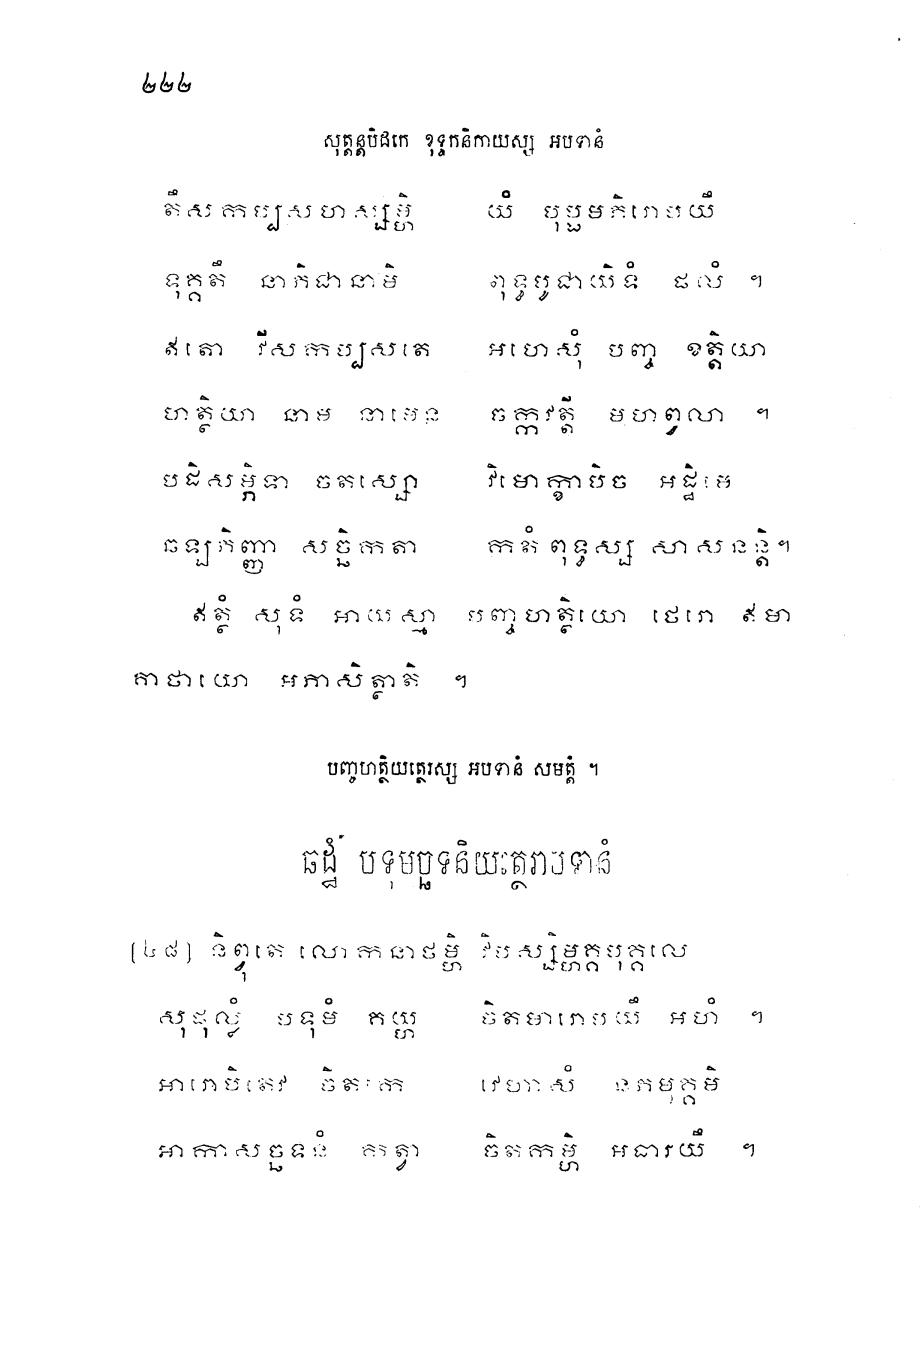 ២២២
សុត្តន្តបិដកេ ខុទ្ទកនិកាយស្ស អបទានំ
តឹសកប្បសហស្សម្ហិ យំ បុប្ផមភិរោបយឹ
ទុគ្គតឹ នាភិជានាមិ ពុទ្ធបូជាយិទំ ផលំ ។
ឥតោ វីសកប្បសតេ អហេសុំ បញ្ច ខត្តិយា
ហត្ថិយា នាម នាមេន ចក្កវត្តី មហព្វលា ។
បដិសម្ភិទា ចតស្សោ វិមោក្ខាបិច អដ្ឋិមេ
ឆឡភិញ្ញា សច្ឆិកតា កតំ ពុទ្ធស្ស សាសនន្តិ។
ឥត្ថំ សុទំ អាយស្មា បញ្ចហត្ថិយោ ថេរោ ឥមា
គាថាយោ អភាសិត្ថាតិ ។
បញ្ចហត្ថិយត្ថេរស្ស អបទានំ សមត្តំ ។
ឆដ្ឋំ បទុមច្ឆទនិយត្ថេរាបទានំ
[៤៨] និព្វុតេ លោកនាថម្ហិ វិបស្សិម្ហគ្គបុគ្គលេ
សុផុល្លំ បទុមំ គយ្ហ ចិតមារោបយឹ អហំ ។
អារោបិតេវ ចិតកេ វេហាសំ នភមុគ្គមិ
អាកាសច្ឆទនំ កត្វា ចិតកម្ហិ អធារយឹ ។